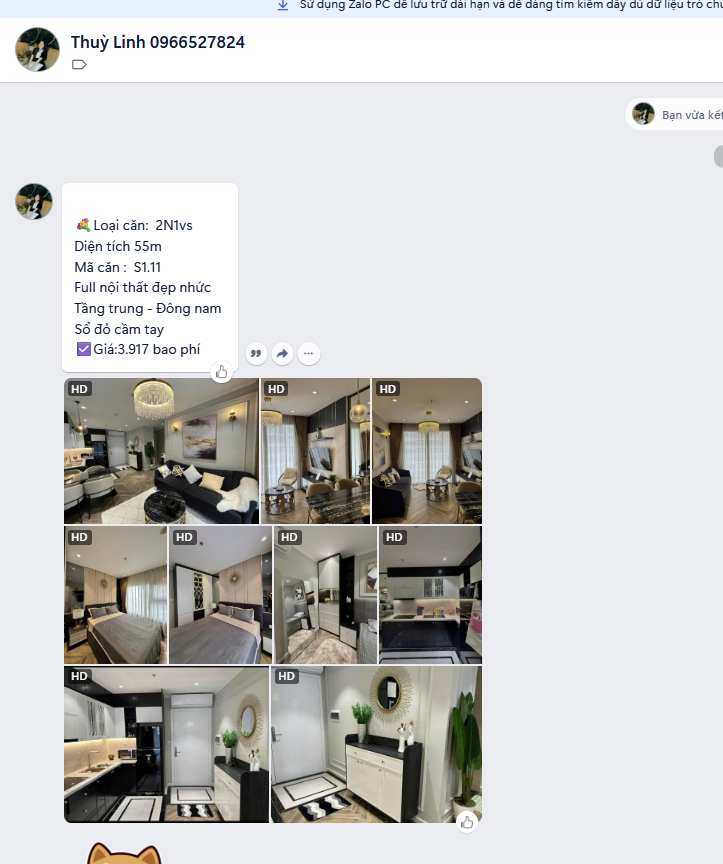 Sử dụng Zalo PC để lưu trữ dài hạn và dễ dàng tìm kiếm đầy đủ dữ liệu trò
Thuỳ Linh 0966527824
Bạn vừa
Loại căn: 2N1vs
Diện tích 55m
Mã căn : S1.11
Full nội thất đẹp nhức
Tầng trung - Đông nam
Sổ đỏ cầm tay
Giá:3.917 bao phí
HD HD HD
HD HD HD HD
HD HD